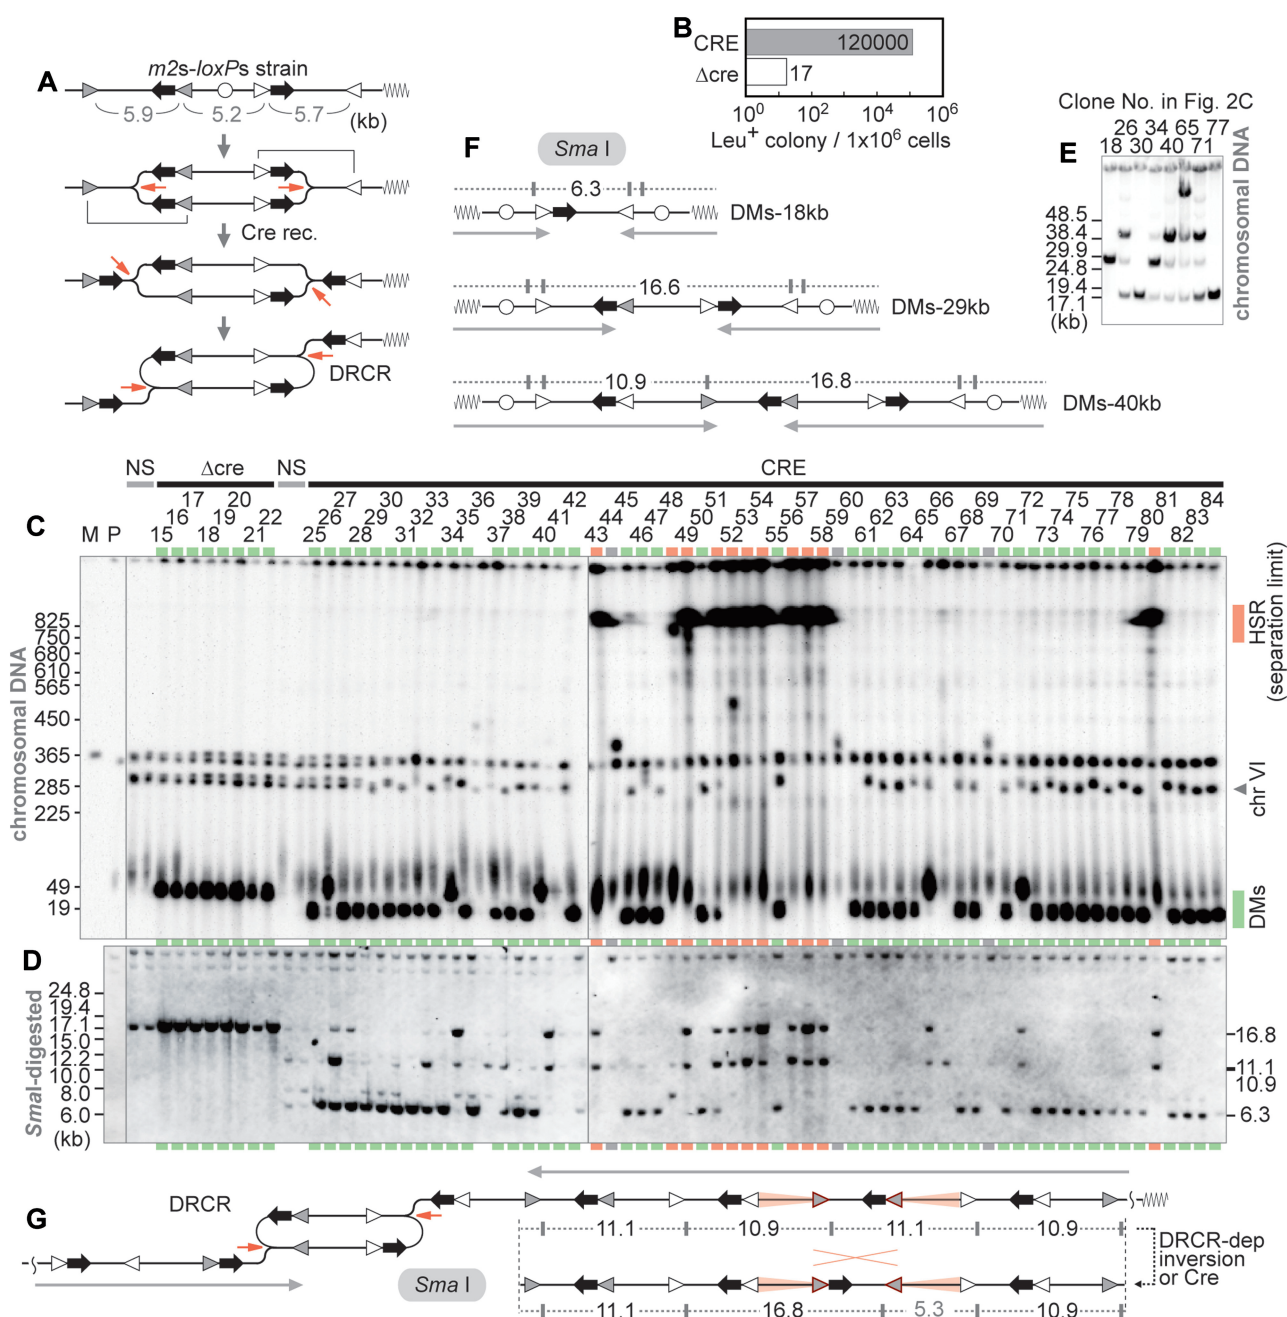 A
m2s-loxPs strain
5.9 5.2 5.7 (kb)
Cre rec.
DRCR
B
CRE 120000
Δcre 17
10^0 10^2 10^4 10^6
Leu+ colony / 1x10^6 cells
F
Sma I
6.3
DMs-18kb
16.6
DMs-29kb
10.9 16.8
DMs-40kb
Clone No. in Fig. 2C
E
26 34 65 77
18 30 40 71
48.5
38.4
29.9
24.8
19.4
17.1
(kb)
chromosomal DNA
C
NS Δcre NS CRE
17 20 27 30 33 36 39 42 45 48 51 54 57 60 63 66 69 72 75 78 81 84
16 19 22 26 29 32 35 38 41 44 47 50 53 56 59 62 65 68 71 74 77 80 83
M P 15 18 21 25 28 31 34 37 40 43 46 49 52 55 58 61 64 67 70 73 76 79 82
chromosomal DNA
825
750
680
610
565
450
365
285
225
49
19
HSR
(separation limit)
chr VI
DMs
D
SmaI-digested
24.8
19.4
17.1
15.0
12.2
10.0
8.0
6.0
(kb)
16.8
11.1
10.9
6.3
G
DRCR
Sma I
11.1 10.9 11.1 10.9
DRCR-dep
inversion
or Cre
11.1 16.8 5.3 10.9